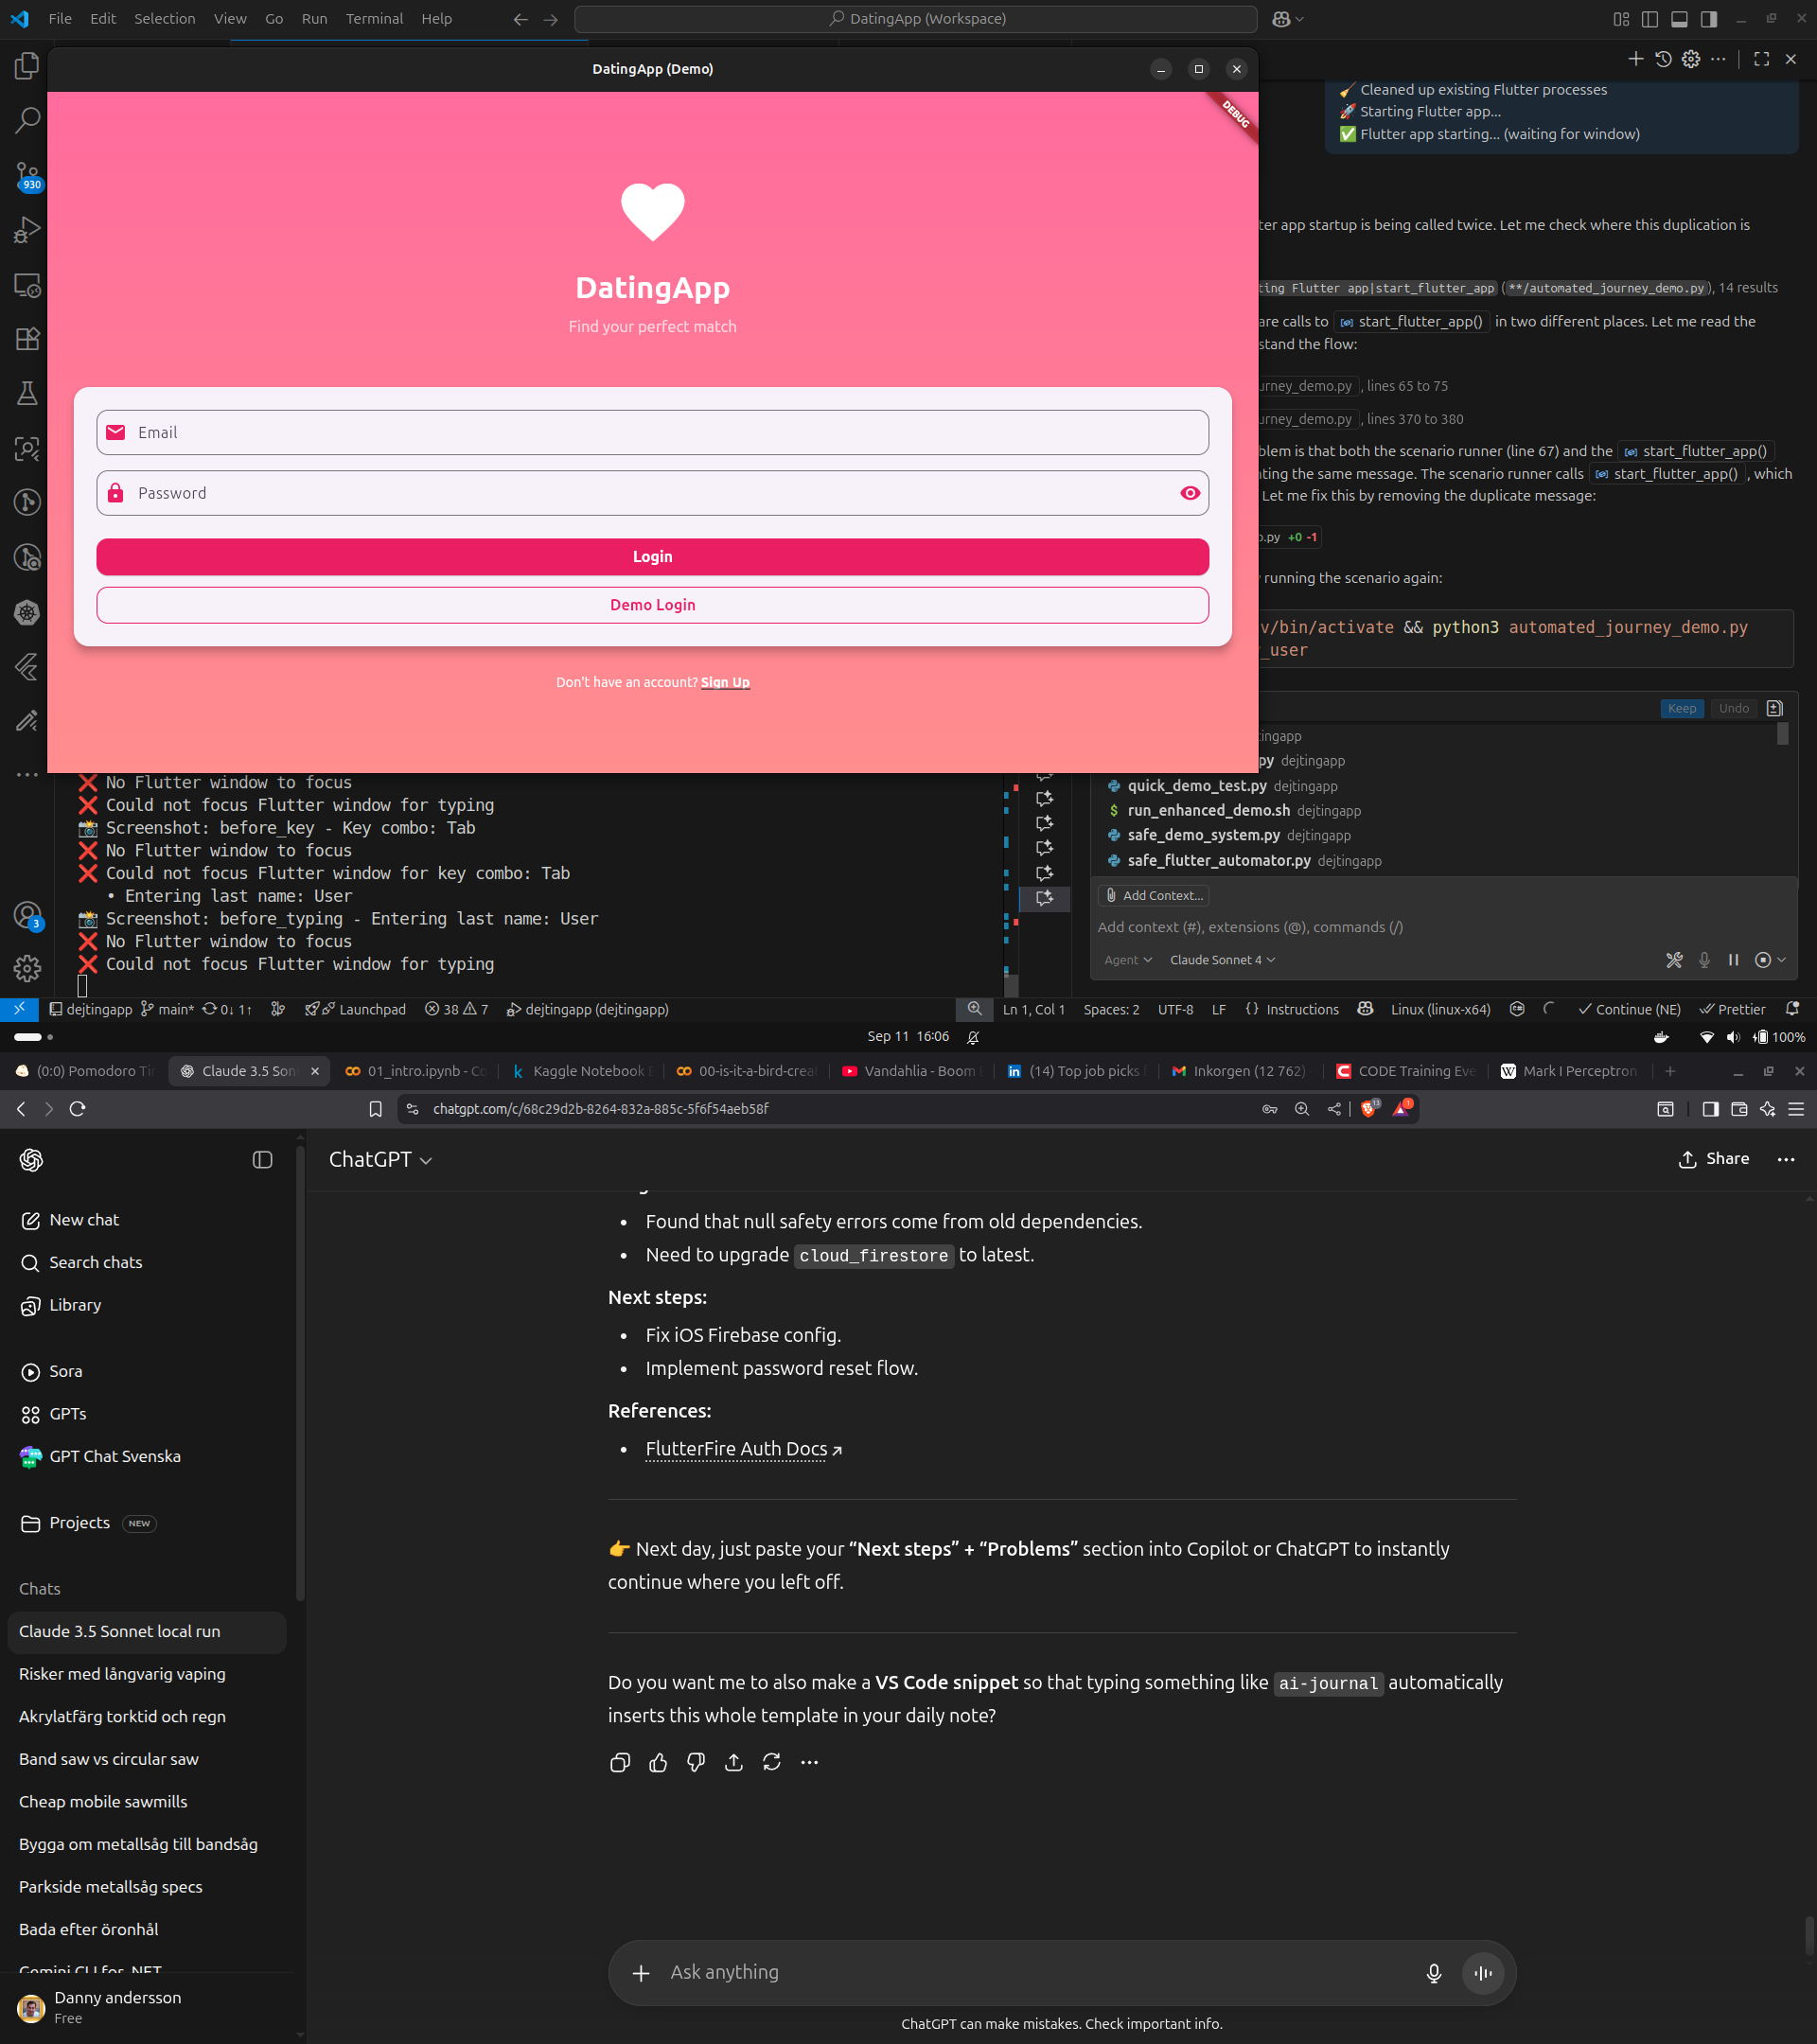 File Edit Selection View Go Run Terminal Help
DatingApp (Workspace)
DatingApp (Demo)
DEBUG
DatingApp
Find your perfect match
Email
Password
Login
Demo Login
Don't have an account? Sign Up
930
3
🧹 Cleaned up existing Flutter processes
🚀 Starting Flutter app...
✅ Flutter app starting... (waiting for window)
ter app startup is being called twice. Let me check where this duplication is
ting Flutter app|start_flutter_app (**/automated_journey_demo.py), 14 results
are calls to start_flutter_app() in two different places. Let me read the
stand the flow:
urney_demo.py, lines 65 to 75
urney_demo.py, lines 370 to 380
blem is that both the scenario runner (line 67) and the start_flutter_app()
nting the same message. The scenario runner calls start_flutter_app(), which
Let me fix this by removing the duplicate message:
o.py +0 -1
running the scenario again:
v/bin/activate && python3 automated_journey_demo.py
_user
Keep Undo
tingapp
py dejtingapp
quick_demo_test.py dejtingapp
run_enhanced_demo.sh dejtingapp
safe_demo_system.py dejtingapp
safe_flutter_automator.py dejtingapp
Add Context...
Add context (#), extensions (@), commands (/)
Agent Claude Sonnet 4
❌ No Flutter window to focus
❌ Could not focus Flutter window for typing
📸 Screenshot: before_key - Key combo: Tab
❌ No Flutter window to focus
❌ Could not focus Flutter window for key combo: Tab
• Entering last name: User
📸 Screenshot: before_typing - Entering last name: User
❌ No Flutter window to focus
❌ Could not focus Flutter window for typing
dejtingapp main* 0↓ 1↑ Launchpad 38 7 dejtingapp (dejtingapp) Ln 1, Col 1 Spaces: 2 UTF-8 LF {} Instructions Linux (linux-x64) Continue (NE) Prettier
Sep 11 16:06 100%
(0:0) Pomodoro Tir Claude 3.5 Son 01_intro.ipynb - Co Kaggle Notebook E 00-is-it-a-bird-crea Vandahlia - Boom (14) Top job picks Inkorgen (12 762) CODE Training Eve Mark I Perceptron
chatgpt.com/c/68c29d2b-8264-832a-885c-5f6f54aeb58f
13 1
ChatGPT
Share
New chat
Search chats
Library
Sora
GPTs
GPT Chat Svenska
Projects NEW
Chats
Claude 3.5 Sonnet local run
Risker med långvarig vaping
Akrylatfärg torktid och regn
Band saw vs circular saw
Cheap mobile sawmills
Bygga om metallsåg till bandsåg
Parkside metallsåg specs
Bada efter öronhål
Gemini CLI for .NET
Danny andersson
Free
• Found that null safety errors come from old dependencies.
• Need to upgrade cloud_firestore to latest.
Next steps:
• Fix iOS Firebase config.
• Implement password reset flow.
References:
• FlutterFire Auth Docs
👉 Next day, just paste your “Next steps” + “Problems” section into Copilot or ChatGPT to instantly
continue where you left off.
Do you want me to also make a VS Code snippet so that typing something like ai-journal automatically
inserts this whole template in your daily note?
Ask anything
ChatGPT can make mistakes. Check important info.